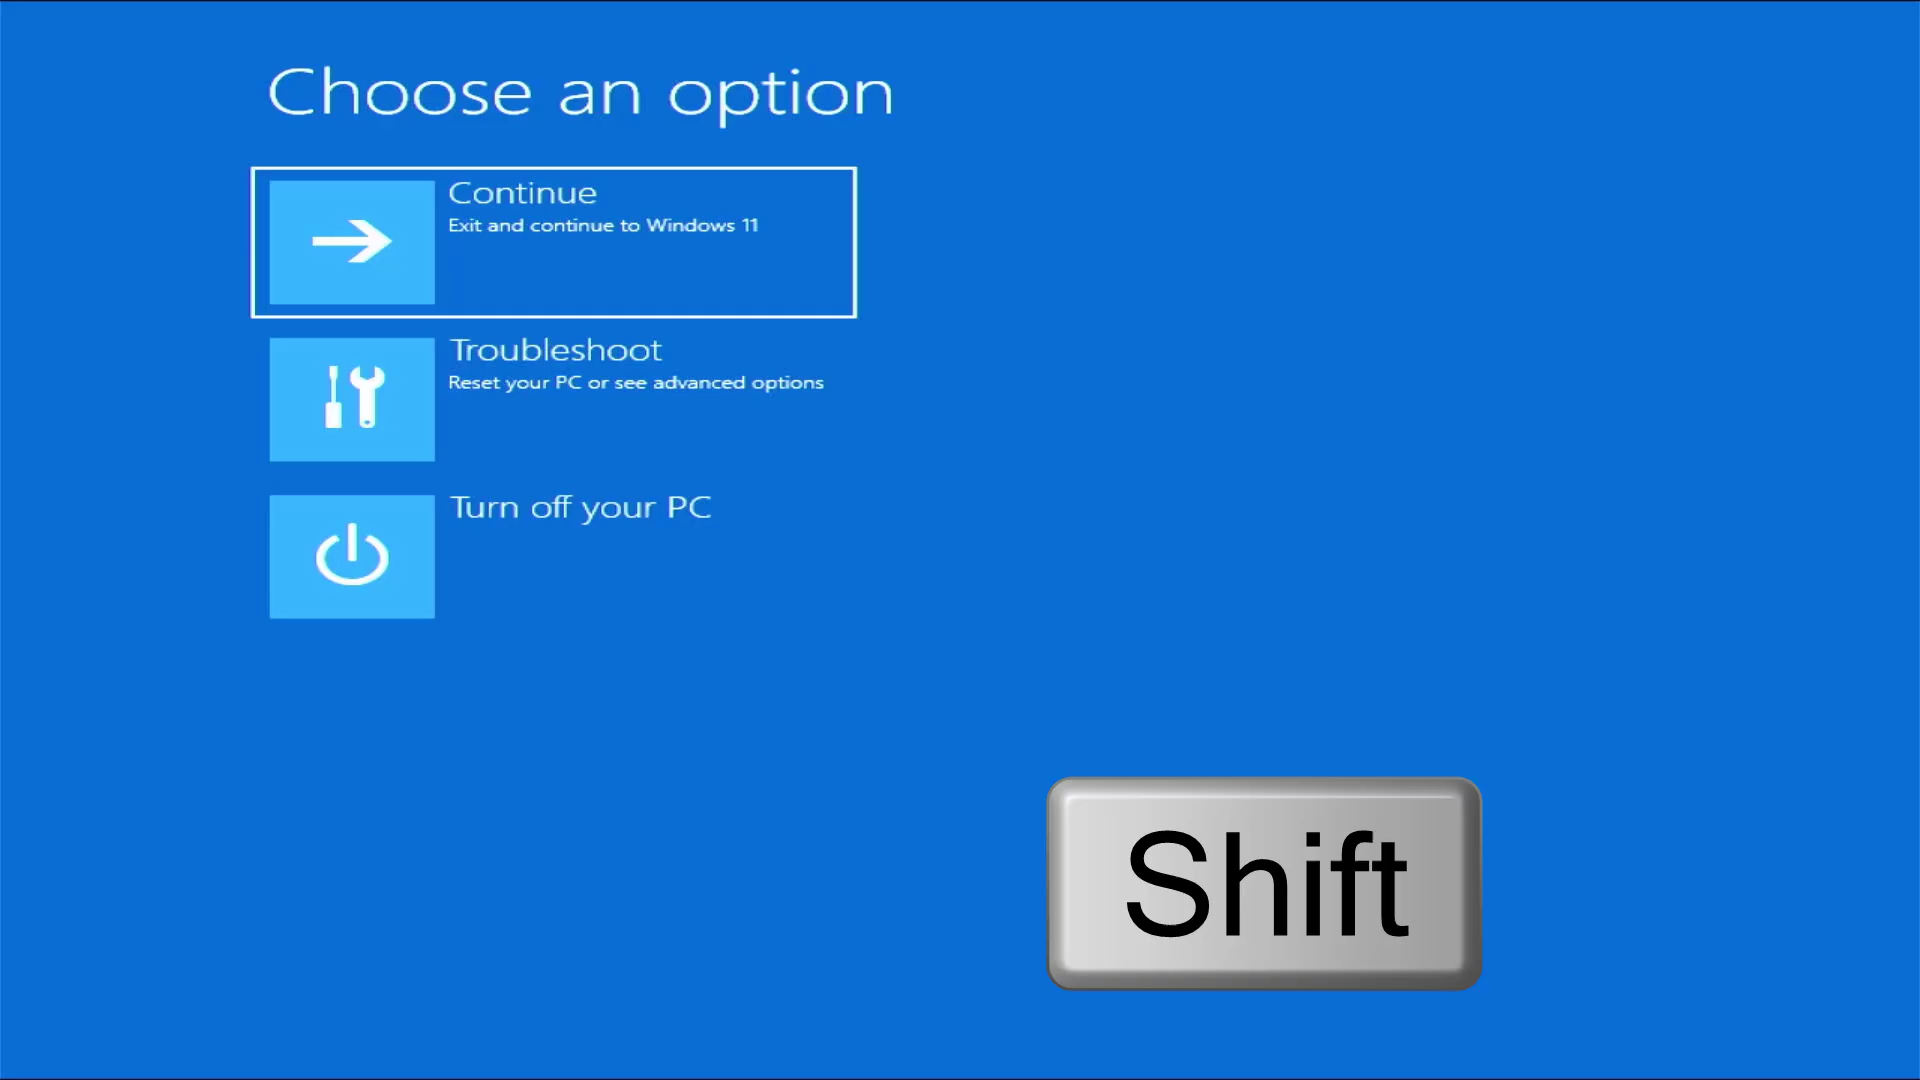 Choose an option
Continue
Exit and continue to Windows 11
Troubleshoot
Reset your PC or see advanced options
Turn off your PC
Shift